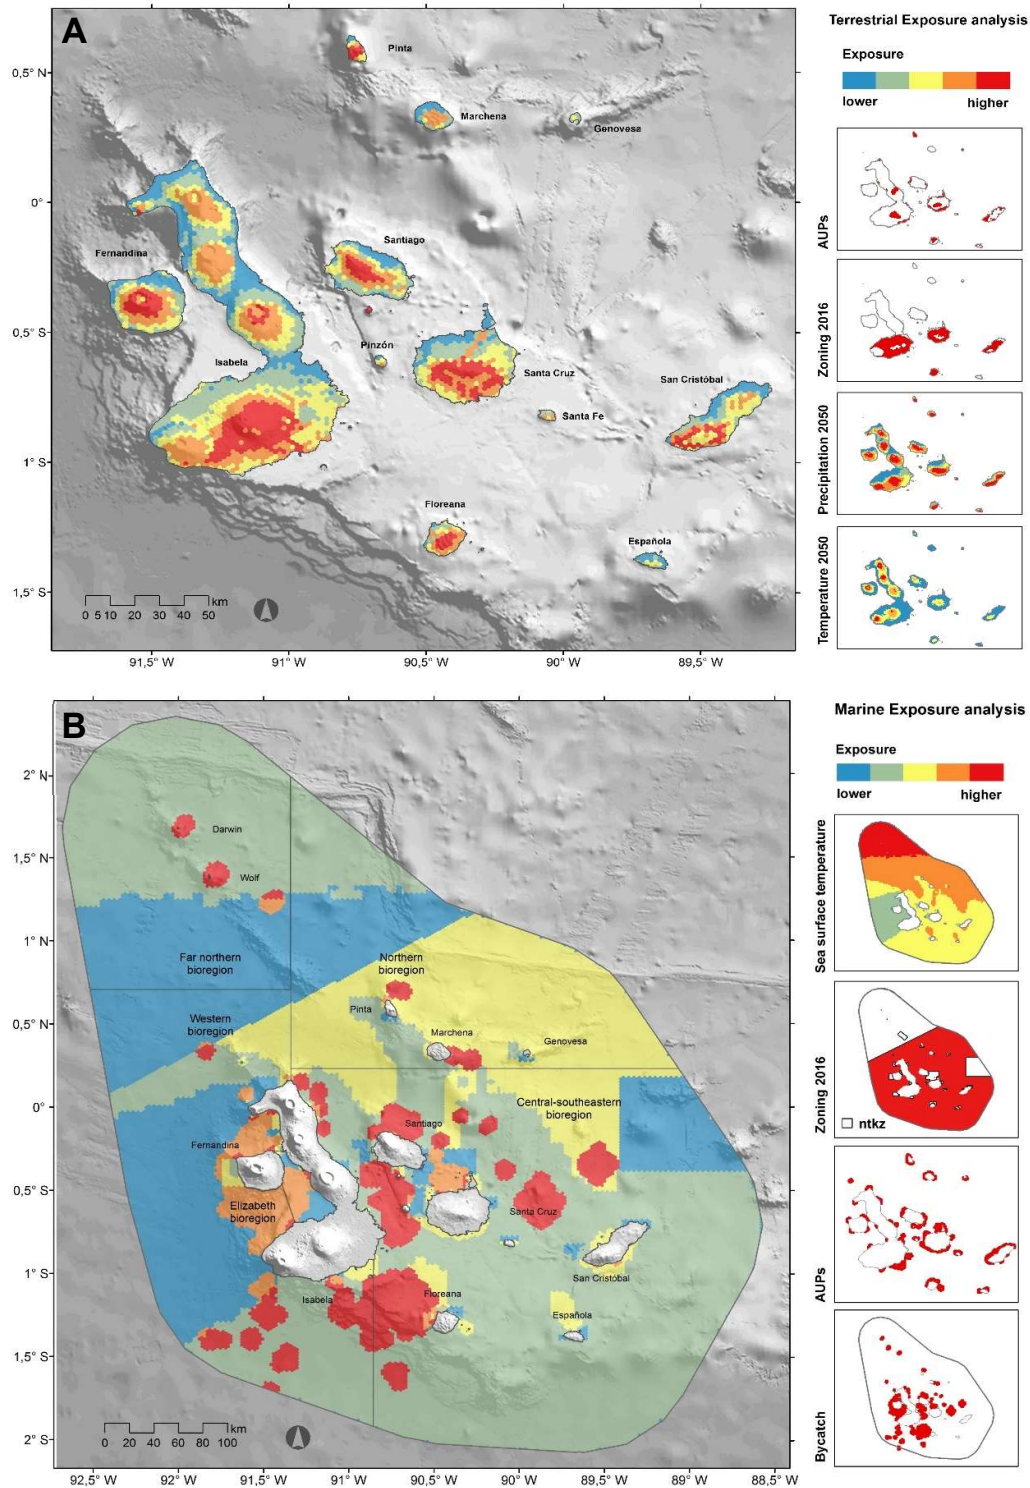 A
Pinta
Marchena
Genovesa
Fernandina
Santiago
Isabela
Pinzón
Santa Cruz
Santa Fe
San Cristóbal
Floreana
Española
0,5° N
0°
0,5° S
1° S
1,5° S
0 5 10 20 30 40 50 km
91,5° W 91° W 90,5° W 90° W 89,5° W
Terrestrial Exposure analysis
Exposure
lower higher
AUPs
Zoning 2016
Precipitation 2050
Temperature 2050
B
Darwin
Wolf
Far northern
bioregion
Northern
bioregion
Western
bioregion
Pinta
Marchena
Genovesa
Central-southeastern
bioregion
Santiago
Fernandina
Elizabeth
bioregion
Santa Cruz
San Cristóbal
Isabela
Floreana
Española
2° N
1,5° N
1° N
0,5° N
0°
0,5° S
1° S
1,5° S
2° S
0 20 40 60 80 100 km
92,5° W 92° W 91,5° W 91° W 90,5° W 90° W 89,5° W 89° W 88,5° W
Marine Exposure analysis
Exposure
lower higher
Sea surface temperature
Zoning 2016
ntkz
AUPs
Bycatch